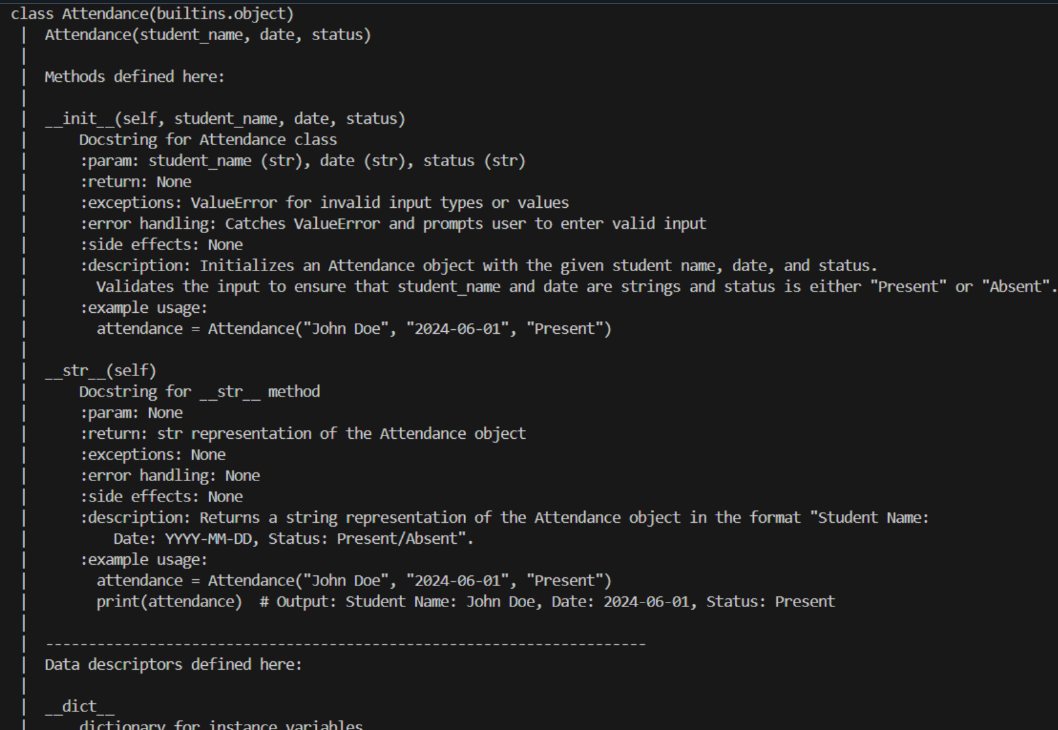 class Attendance(builtins.object)
 |  Attendance(student_name, date, status)
 |
 |  Methods defined here:
 |
 |  __init__(self, student_name, date, status)
 |      Docstring for Attendance class
 |      :param: student_name (str), date (str), status (str)
 |      :return: None
 |      :exceptions: ValueError for invalid input types or values
 |      :error handling: Catches ValueError and prompts user to enter valid input
 |      :side effects: None
 |      :description: Initializes an Attendance object with the given student name, date, and status.
 |        Validates the input to ensure that student_name and date are strings and status is either "Present" or "Absent".
 |      :example usage:
 |        attendance = Attendance("John Doe", "2024-06-01", "Present")
 |
 |  __str__(self)
 |      Docstring for __str__ method
 |      :param: None
 |      :return: str representation of the Attendance object
 |      :exceptions: None
 |      :error handling: None
 |      :side effects: None
 |      :description: Returns a string representation of the Attendance object in the format "Student Name:
 |          Date: YYYY-MM-DD, Status: Present/Absent".
 |      :example usage:
 |        attendance = Attendance("John Doe", "2024-06-01", "Present")
 |        print(attendance)  # Output: Student Name: John Doe, Date: 2024-06-01, Status: Present
 |
 |  ----------------------------------------------------------------------
 |  Data descriptors defined here:
 |
 |  __dict__
 |      dictionary for instance variables